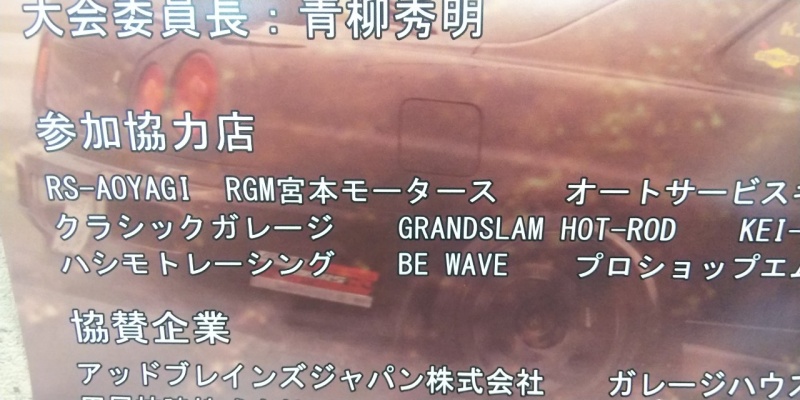 大会委員長：青柳秀明
参加協力店
RS-AOYAGI RGM宮本モータース オートサービスキ
クラシックガレージ GRANDSLAM HOT-ROD KEI-
ハシモトレーシング BE WAVE プロショップエム
協賛企業
アッドブレインズジャパン株式会社 ガレージハウス